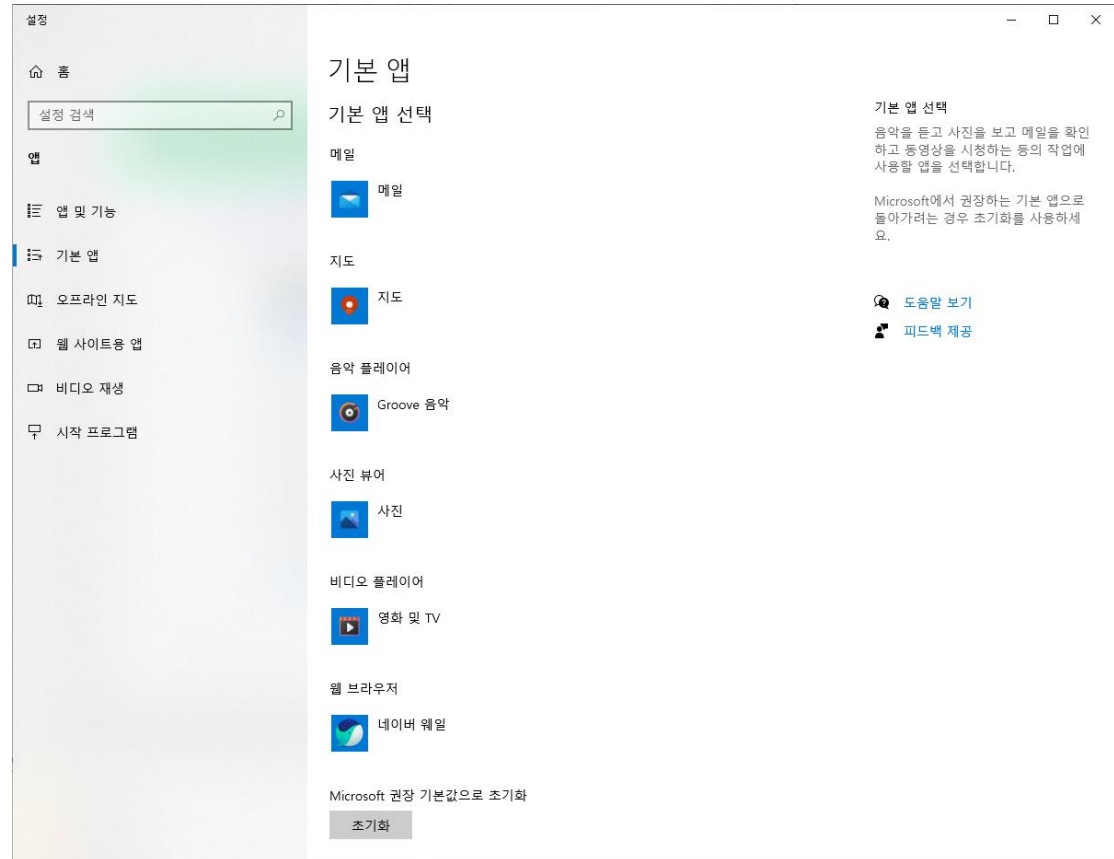 설정
홈
설정 검색
앱
앱 및 기능
기본 앱
오프라인 지도
웹 사이트용 앱
비디오 재생
시작 프로그램
기본 앱
기본 앱 선택
메일
메일
지도
지도
음악 플레이어
Groove 음악
사진 뷰어
사진
비디오 플레이어
영화 및 TV
웹 브라우저
네이버 웨일
Microsoft 권장 기본값으로 초기화
초기화
기본 앱 선택
음악을 듣고 사진을 보고 메일을 확인
하고 동영상을 시청하는 등의 작업에
사용할 앱을 선택합니다.
Microsoft에서 권장하는 기본 앱으로
돌아가려는 경우 초기화를 사용하세
요.
도움말 보기
피드백 제공